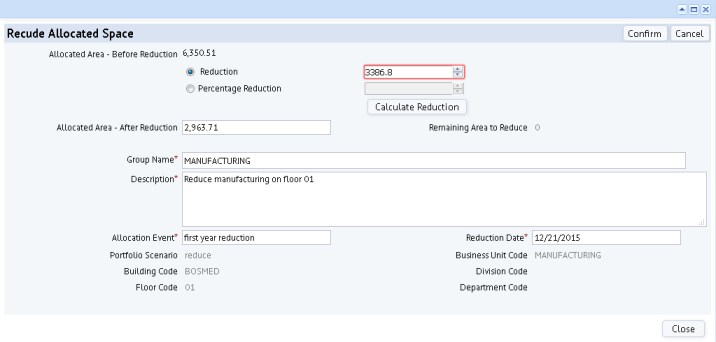 Recude Allocated Space Confirm Cancel
Allocated Area - Before Reduction 6,350.51
Reduction 3386.8
Percentage Reduction
Calculate Reduction
Allocated Area - After Reduction 2,963.71 Remaining Area to Reduce 0
Group Name* MANUFACTURING
Description* Reduce manufacturing on floor 01
Allocation Event* first year reduction Reduction Date* 12/21/2015
Portfolio Scenario reduce Business Unit Code MANUFACTURING
Building Code BOSMED Division Code
Floor Code 01 Department Code
Close